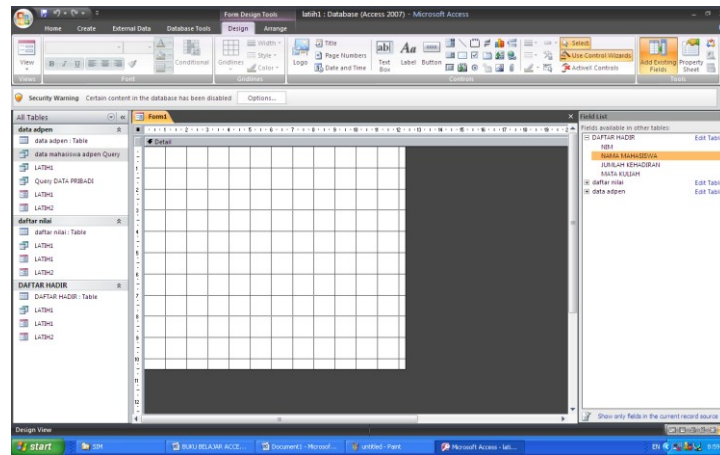 Form Design Tools
latiih1 : Database (Access 2007) - Microsoft Access
Home Create External Data Database Tools Design Arrange
View
Views
Font
Conditional
Gridlines
Width
Style
Color
Gridlines
Logo
Title
Page Numbers
Date and Time
Text Box
Label
Button
Controls
Select
Use Control Wizards
ActiveX Controls
Add Existing Fields
Property Sheet
Tools
Security Warning Certain content in the database has been disabled Options...
All Tables
data adpen
data adpen : Table
data mahasiswa adpen Query
LATIH1
Query DATA PRIBADI
LATIH1
LATIH2
daftar nilai
daftar nilai : Table
LATIH1
LATIH1
LATIH2
DAFTAR HADIR
DAFTAR HADIR : Table
LATIH1
LATIH1
LATIH2
Form1
Detail
Field List
Fields available in other tables:
DAFTAR HADIR Edit Tabl
NIM
NAMA MAHASISWA
JUMLAH KEHADIRAN
MATA KULIAH
daftar nilai Edit Tabl
data adpen Edit Tabl
Show only fields in the current record source
Design View
start
SIM
BUKU BELAJAR ACCE...
Document1 - Microsof...
untitled - Paint
Microsoft Access - lati...
EN